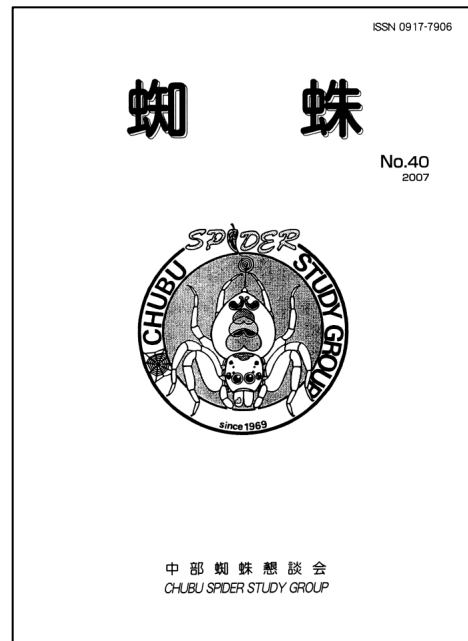 ISSN 0917-7906
蜘 蛛
No.40
2007
SPIDER
CHUBU STUDY GROUP
since 1969
中部蜘蛛懇談会
CHUBU SPIDER STUDY GROUP